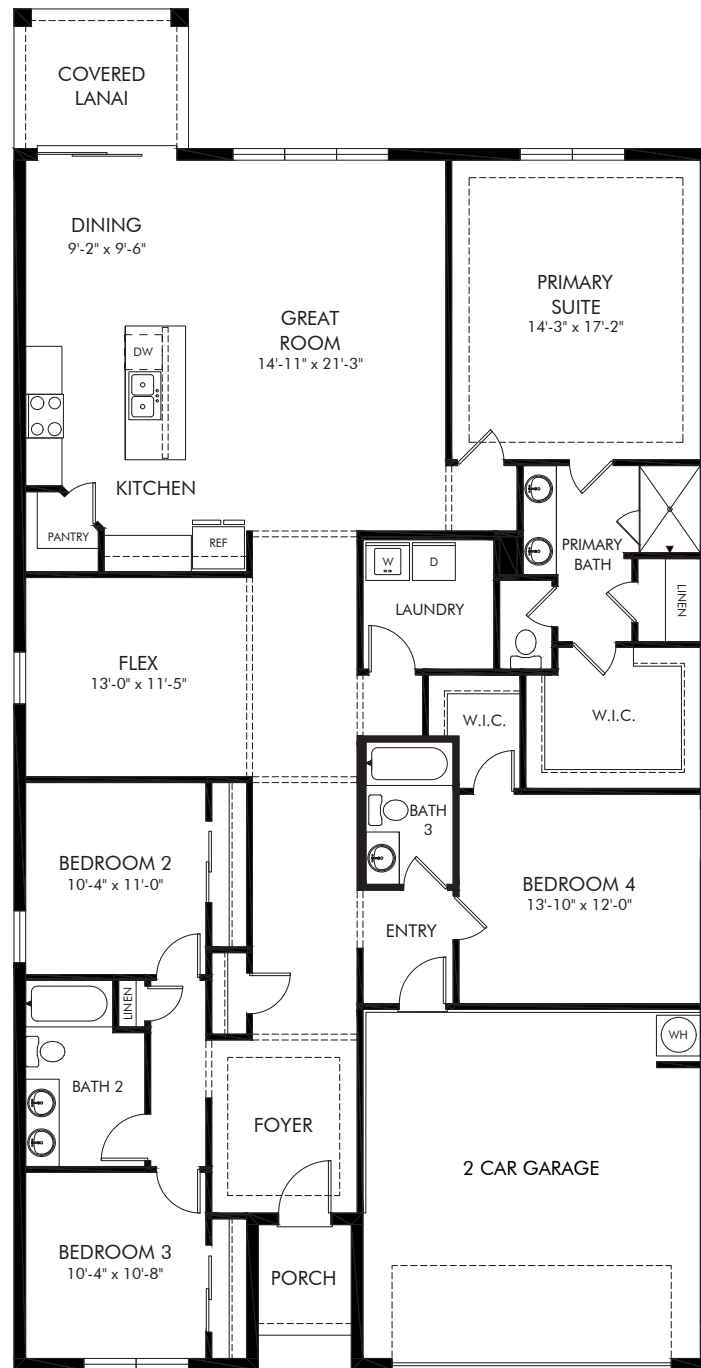 COVERED
LANAI
DINING
9'-2" x 9'-6"
GREAT
ROOM
14'-11" x 21'-3"
PRIMARY
SUITE
14'-3" x 17'-2"
DW
KITCHEN
PANTRY
REF
W
D
LAUNDRY
PRIMARY
BATH
LINEN
FLEX
13'-0" x 11'-5"
W.I.C.
W.I.C.
BATH
3
BEDROOM 2
10'-4" x 11'-0"
BEDROOM 4
13'-10" x 12'-0"
ENTRY
LINEN
BATH 2
WH
FOYER
2 CAR GARAGE
BEDROOM 3
10'-4" x 10'-8"
PORCH